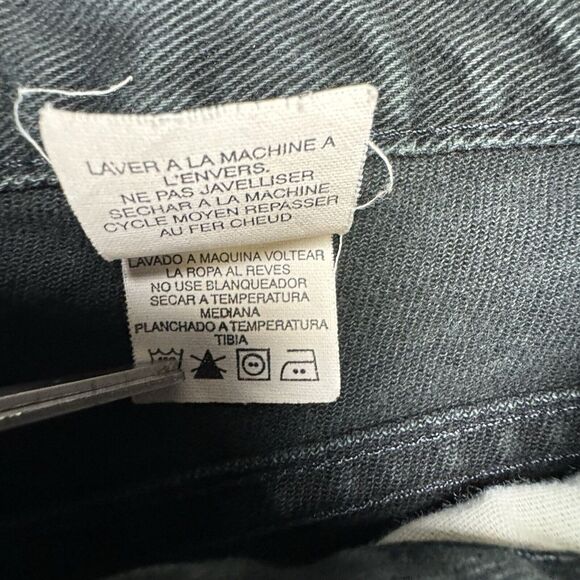 LAVER A LA MACHINE A
L'ENVERS.
NE PAS JAVELLISER
SECHAR A LA MACHINE
CYCLE MOYEN REPASSER
AU FER CHEUD
LAVADO A MAQUINA VOLTEAR
LA ROPA AL REVES
NO USE BLANQUEADOR
SECAR A TEMPERATURA
MEDIANA
PLANCHADO A TEMPERATURA
TIBIA